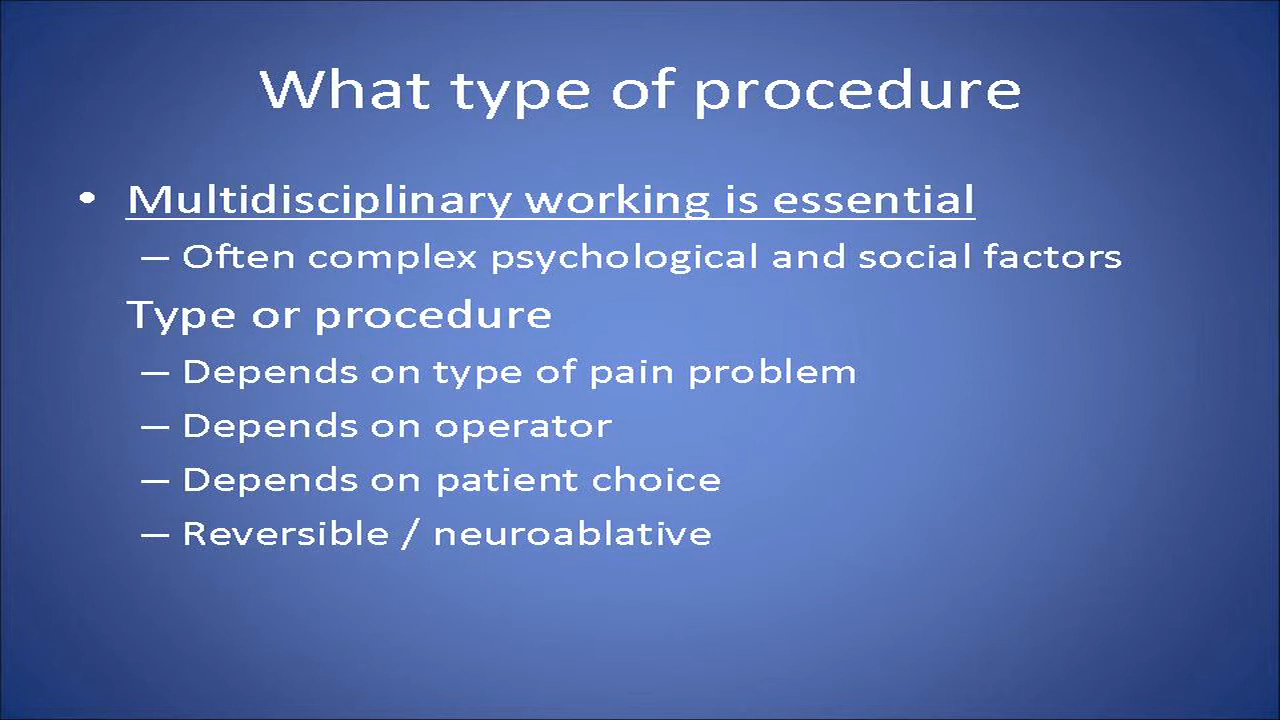 What type of procedure
• Multidisciplinary working is essential
– Often complex psychological and social factors
Type or procedure
– Depends on type of pain problem
– Depends on operator
– Depends on patient choice
– Reversible / neuroablative